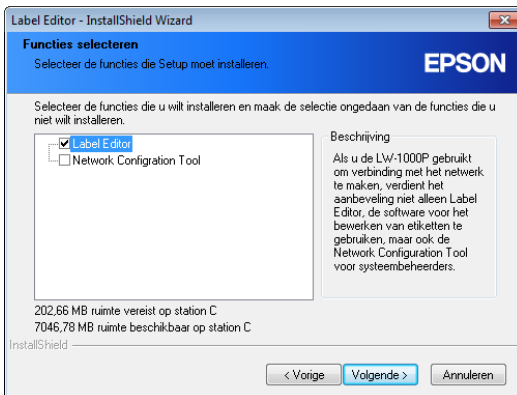 Label Editor - InstallShield Wizard
Functies selecteren
Selecteer de functies die Setup moet installeren.
EPSON
Selecteer de functies die u wilt installeren en maak de selectie ongedaan van de functies die u
niet wilt installeren.
Label Editor
Network Configration Tool
Beschrijving
Als u de LW-1000P gebruikt
om verbinding met het netwerk
te maken, verdient het
aanbeveling niet alleen Label
Editor, de software voor het
bewerken van etiketten te
gebruiken, maar ook de
Network Configuration Tool
voor systeembeheerders.
202,66 MB ruimte vereist op station C
7046,78 MB ruimte beschikbaar op station C
InstallShield
< Vorige
Volgende >
Annuleren